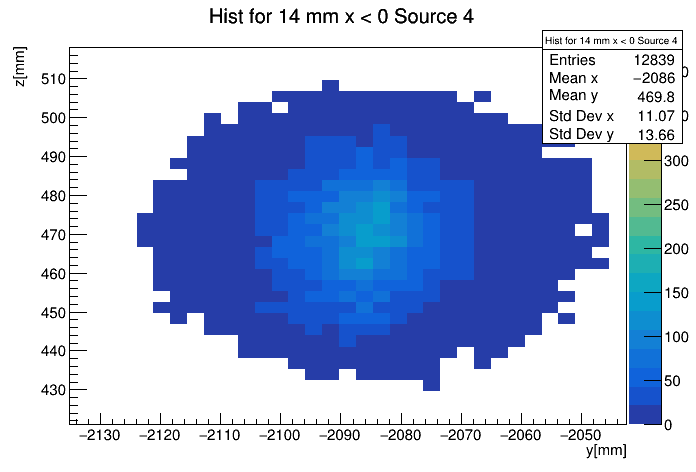 Hist for 14 mm x < 0 Source 4
z[mm]
Hist for 14 mm x < 0 Source 4
Entries 12839
Mean x −2086
Mean y 469.8
Std Dev x 11.07
Std Dev y 13.66
510
500
490
480
470
460
450
440
430
−2130 −2120 −2110 −2100 −2090 −2080 −2070 −2060 −2050
y[mm]
300
250
200
150
100
50
0